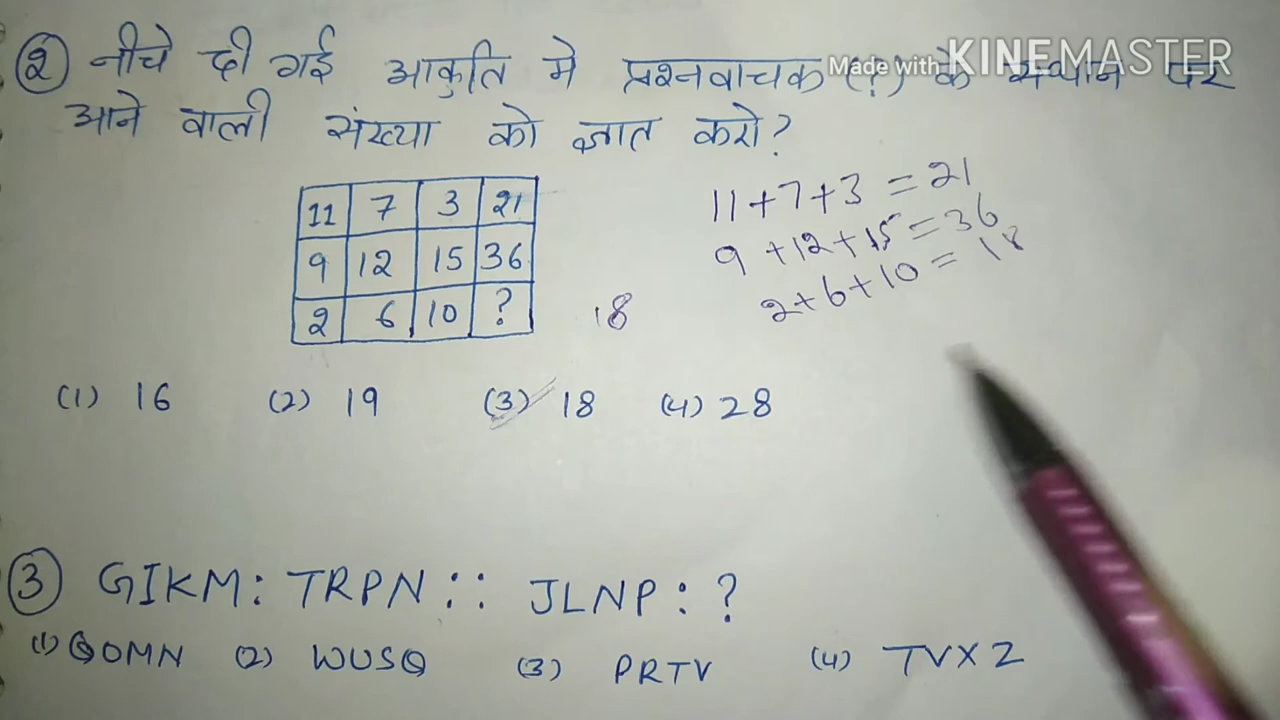 (2) नीचे दी गई आकृति मे प्रश्नवाचक (?) के स्थान पर
Made with KINEMASTER
आने वाली संख्या को ज्ञात करो?
11 7 3 21
9 12 15 36
2 6 10 ?
11+7+3 = 21
9+12+15 = 36
2+6+10 = 18
18
(1) 16 (2) 19 (3) 18 (4) 28
(3) GIKM : TRPN :: JLNP : ?
(1) QOMN (2) WUSQ (3) PRTV (4) TVXZ